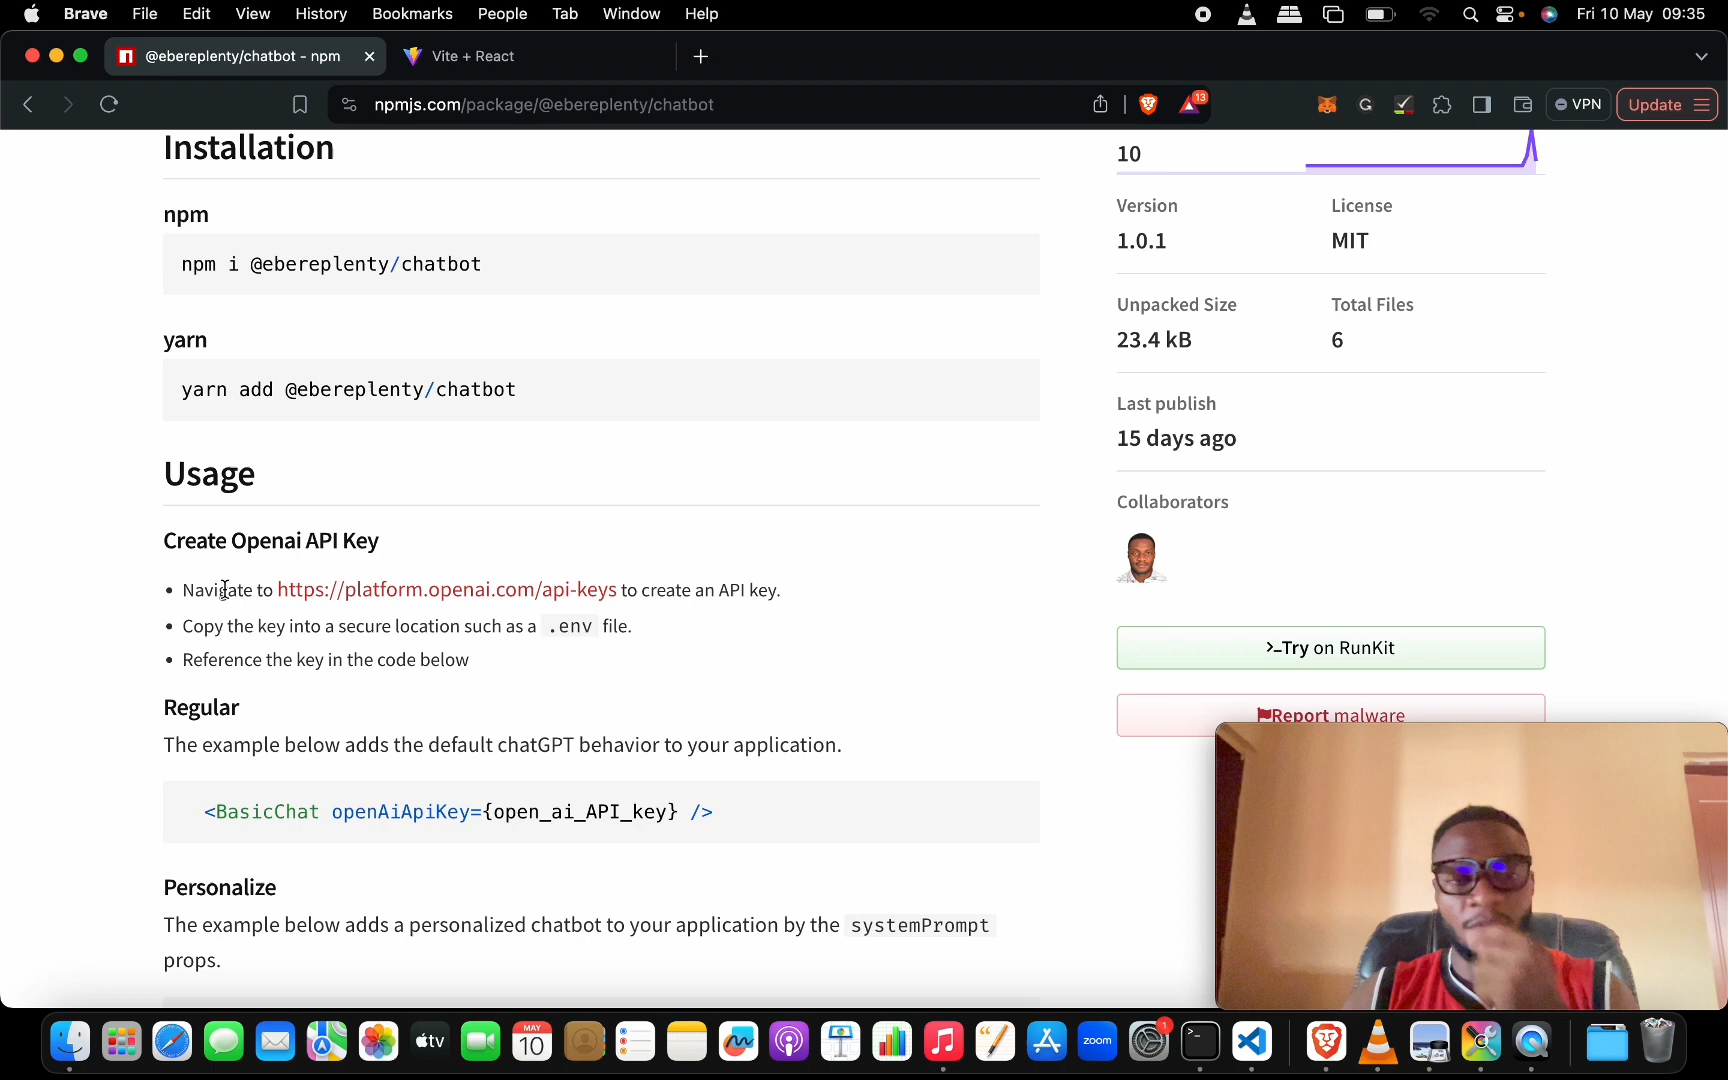 Brave File Edit View History Bookmarks People Tab Window Help Fri 10 May 09:35
@ebereplenty/chatbot - npm Vite + React
npmjs.com/package/@ebereplenty/chatbot 13 G VPN Update
Installation
npm
npm i @ebereplenty/chatbot
yarn
yarn add @ebereplenty/chatbot
Usage
Create Openai API Key
• Navigate to https://platform.openai.com/api-keys to create an API key.
• Copy the key into a secure location such as a .env file.
• Reference the key in the code below
Regular
The example below adds the default chatGPT behavior to your application.
<BasicChat openAiApiKey={open_ai_API_key} />
Personalize
The example below adds a personalized chatbot to your application by the systemPrompt
props.
10
Version License
1.0.1 MIT
Unpacked Size Total Files
23.4 kB 6
Last publish
15 days ago
Collaborators
>_Try on RunKit
Report malware
MAY
10
tv
zoom
1